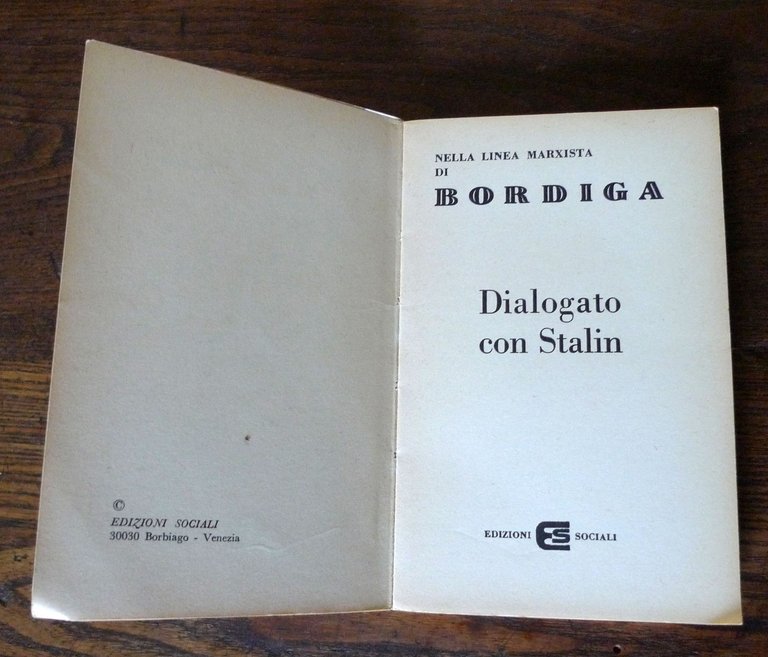 ©
EDIZIONI SOCIALI
30030 Borbiago - Venezia
NELLA LINEA MARXISTA
DI
BORDIGA
Dialogato
con Stalin
EDIZIONI ES SOCIALI